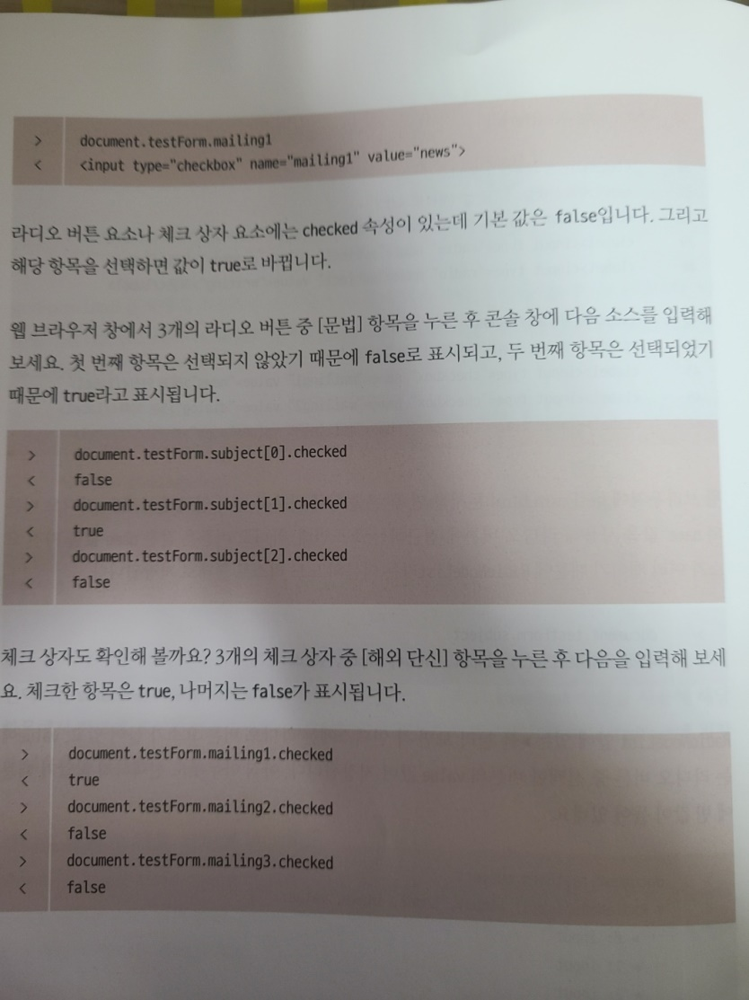 > document.testForm.mailing1
< <input type="checkbox" name="mailing1" value="news">
라디오 버튼 요소나 체크 상자 요소에는 checked 속성이 있는데 기본 값은 false입니다. 그리고
해당 항목을 선택하면 값이 true로 바뀝니다.
웹 브라우저 창에서 3개의 라디오 버튼 중 [문법] 항목을 누른 후 콘솔 창에 다음 소스를 입력해
보세요. 첫 번째 항목은 선택되지 않았기 때문에 false로 표시되고, 두 번째 항목은 선택되었기
때문에 true라고 표시됩니다.
> document.testForm.subject[0].checked
< false
> document.testForm.subject[1].checked
< true
> document.testForm.subject[2].checked
< false
체크 상자도 확인해 볼까요? 3개의 체크 상자 중 [해외 단신] 항목을 누른 후 다음을 입력해 보세
요. 체크한 항목은 true, 나머지는 false가 표시됩니다.
> document.testForm.mailing1.checked
< true
> document.testForm.mailing2.checked
< false
> document.testForm.mailing3.checked
< false